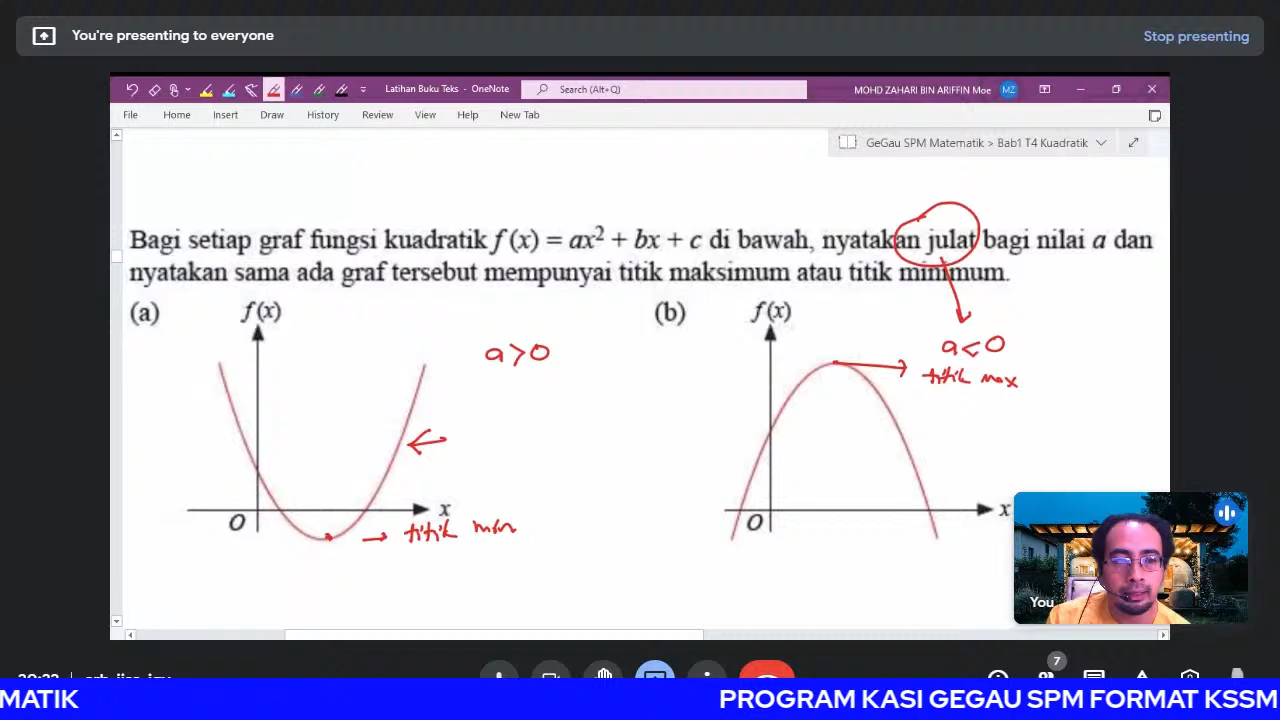 You're presenting to everyone
Stop presenting
Latihan Buku Teks - OneNote
Search (Alt+Q)
MOHD ZAHARI BIN ARIFFIN Moe
MZ
File Home Insert Draw History Review View Help New Tab
GeGau SPM Matematik > Bab1 T4 Kuadratik
Bagi setiap graf fungsi kuadratik f(x) = ax² + bx + c di bawah, nyatakan julat bagi nilai a dan
nyatakan sama ada graf tersebut mempunyai titik maksimum atau titik minimum.
(a) f(x)
(b) f(x)
a > 0
a < 0
titik max
O x
titik min
O x
You
7
MATIK PROGRAM KASI GEGAU SPM FORMAT KSSM